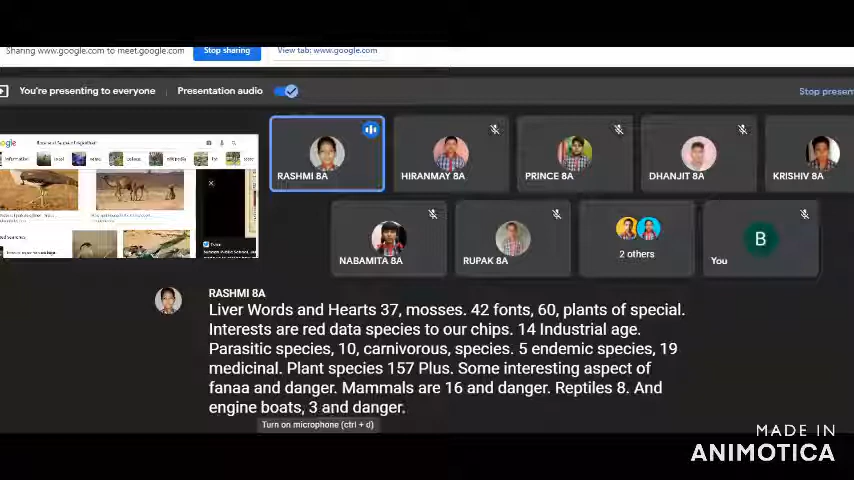 Sharing www.google.com to meet.google.com
Stop sharing
View tab: www.google.com
You're presenting to everyone
Presentation audio
Stop present
RASHMI 8A
HIRANMAY 8A
PRINCE 8A
DHANJIT 8A
KRISHIV 8A
NABAMITA 8A
RUPAK 8A
2 others
B
You
RASHMI 8A
Liver Words and Hearts 37, mosses. 42 fonts, 60, plants of special.
Interests are red data species to our chips. 14 Industrial age.
Parasitic species, 10, carnivorous, species. 5 endemic species, 19
medicinal. Plant species 157 Plus. Some interesting aspect of
fanaa and danger. Mammals are 16 and danger. Reptiles 8. And
engine boats, 3 and danger.
Turn on microphone (ctrl + d)
MADE IN
ANIMOTICA